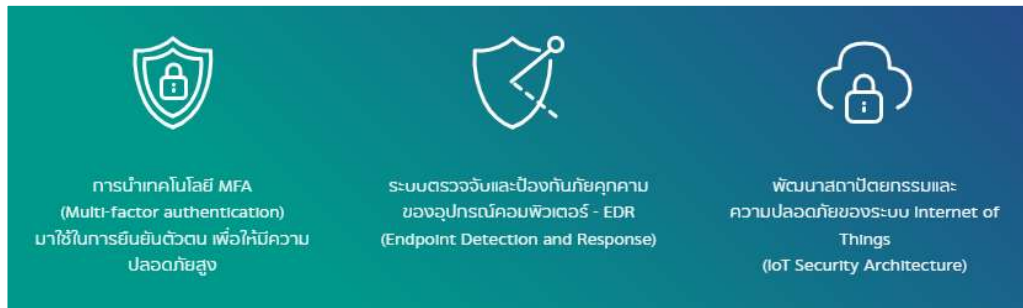 การนำเทคโนโลยี MFA
(Multi-factor authentication)
มาใช้ในการยืนยันตัวตน เพื่อให้มีความ
ปลอดภัยสูง
ระบบตรวจจับและป้องกันภัยคุกคาม
ของอุปกรณ์คอมพิวเตอร์ - EDR
(Endpoint Detection and Response)
พัฒนาสถาปัตยกรรมและ
ความปลอดภัยของระบบ Internet of
Things
(IoT Security Architecture)